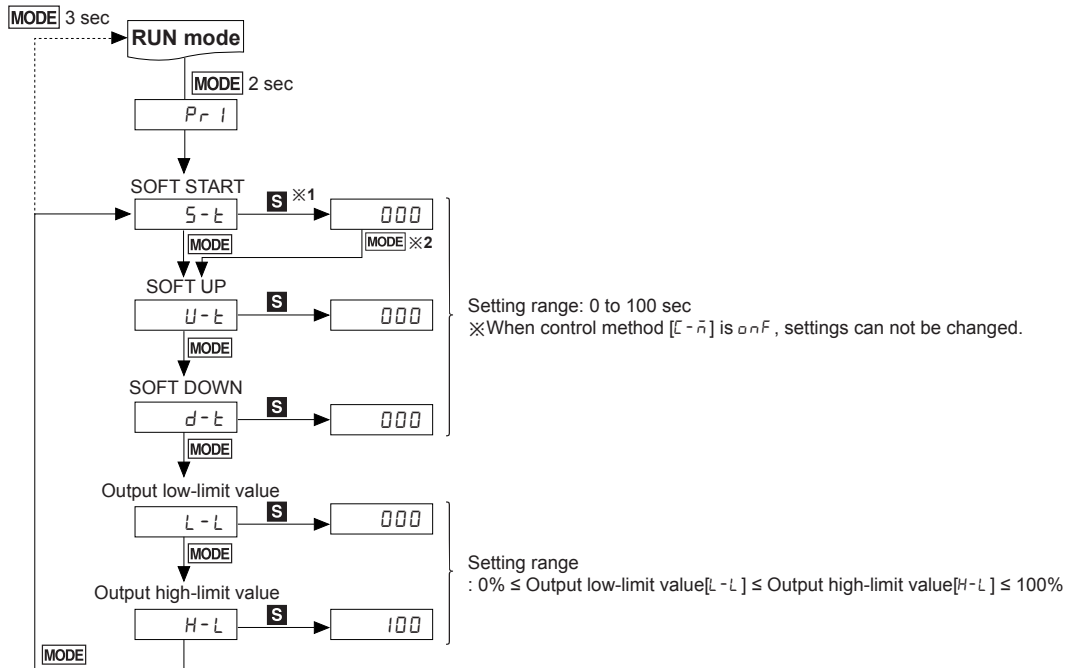 MODE 3 sec
RUN mode
MODE 2 sec
Pr 1
SOFT START
S-t
S ※1
000
MODE
MODE ※2
SOFT UP
U-t
S
000
MODE
Setting range: 0 to 100 sec
※When control method [C-m] is onF, settings can not be changed.
SOFT DOWN
d-t
S
000
MODE
Output low-limit value
L-L
S
000
MODE
Setting range
: 0% ≤ Output low-limit value[L-L] ≤ Output high-limit value[H-L] ≤ 100%
Output high-limit value
H-L
S
100
MODE